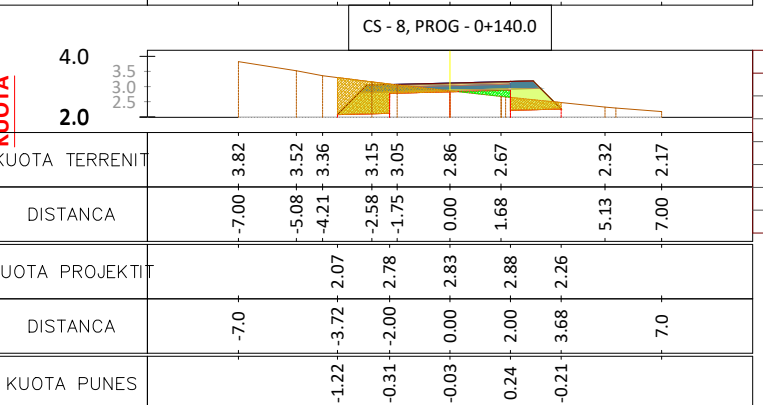 CS - 8, PROG - 0+140.0
4.0
3.5
3.0
2.5
2.0
KUOTA
KUOTA TERRENIT 3.82 3.52 3.36 3.15 3.05 2.86 2.67 2.32 2.17
DISTANCA -7.00 -5.08 -4.21 -2.58 -1.75 0.00 1.68 5.13 7.00
UOTA PROJEKTIT 2.07 2.78 2.83 2.88 2.26
DISTANCA -7.0 -3.72 -2.00 0.00 2.00 3.68 7.0
KUOTA PUNES -1.22 -0.31 -0.03 0.24 -0.21